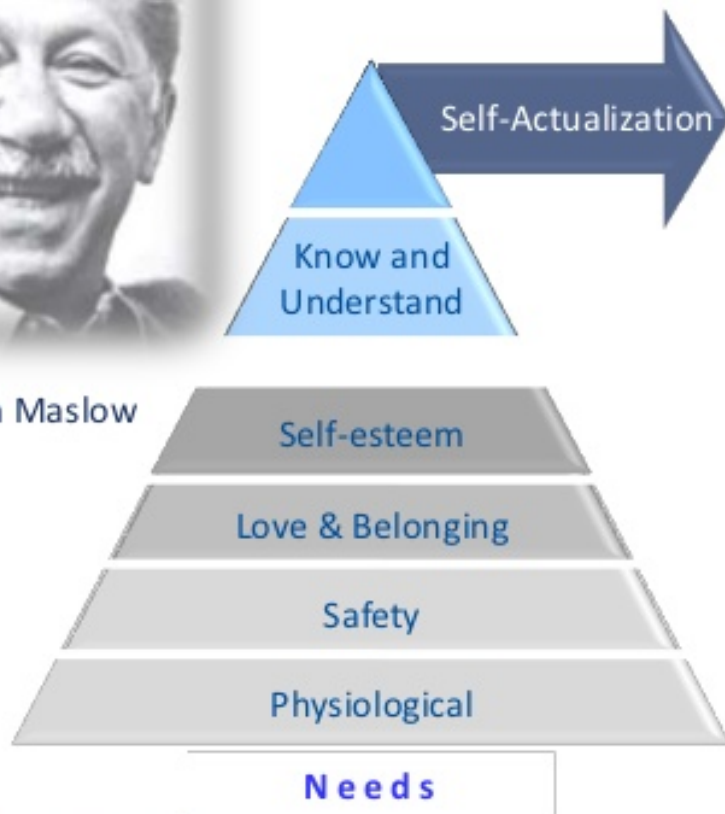 Self-Actualization
Know and
Understand
Maslow
Self-esteem
Love & Belonging
Safety
Physiological
Needs